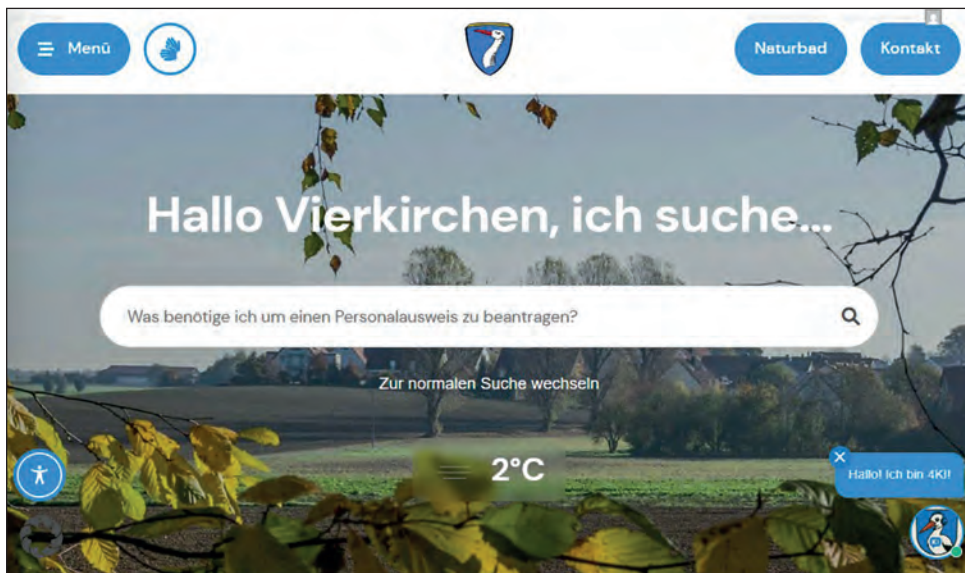 Menü
Naturbad
Kontakt
Hallo Vierkirchen, ich suche...
Was benötige ich um einen Personalausweis zu beantragen?
Zur normalen Suche wechseln
2°C
Hallo! Ich bin 4KI!